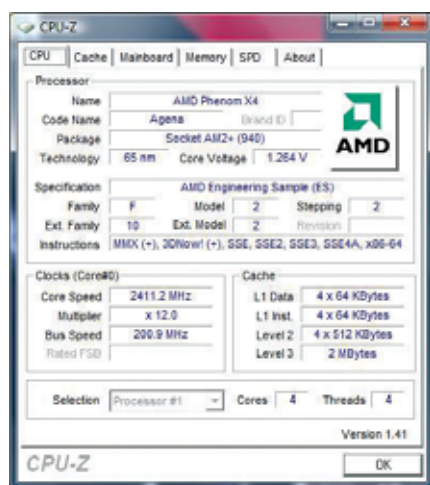 CPU-Z
CPU Cache Mainboard Memory SPD About
Processor
Name AMD Phenom X4
Code Name Agena Brand ID
Package Socket AM2+ (940)
Technology 65 nm Core Voltage 1.264 V
AMD
Specification AMD Engineering Sample (ES)
Family F Model 2 Stepping 2
Ext. Family 10 Ext. Model 2 Revision
Instructions MMX (+), 3DNow! (+), SSE, SSE2, SSE3, SSE4A, x86-64
Clocks (Core#0) Cache
Core Speed 2411.2 MHz L1 Data 4 x 64 KBytes
Multiplier x 12.0 L1 Inst. 4 x 64 KBytes
Bus Speed 200.9 MHz Level 2 4 x 512 KBytes
Rated FSB Level 3 2 MBytes
Selection Processor #1 Cores 4 Threads 4
Version 1.41
CPU-Z OK